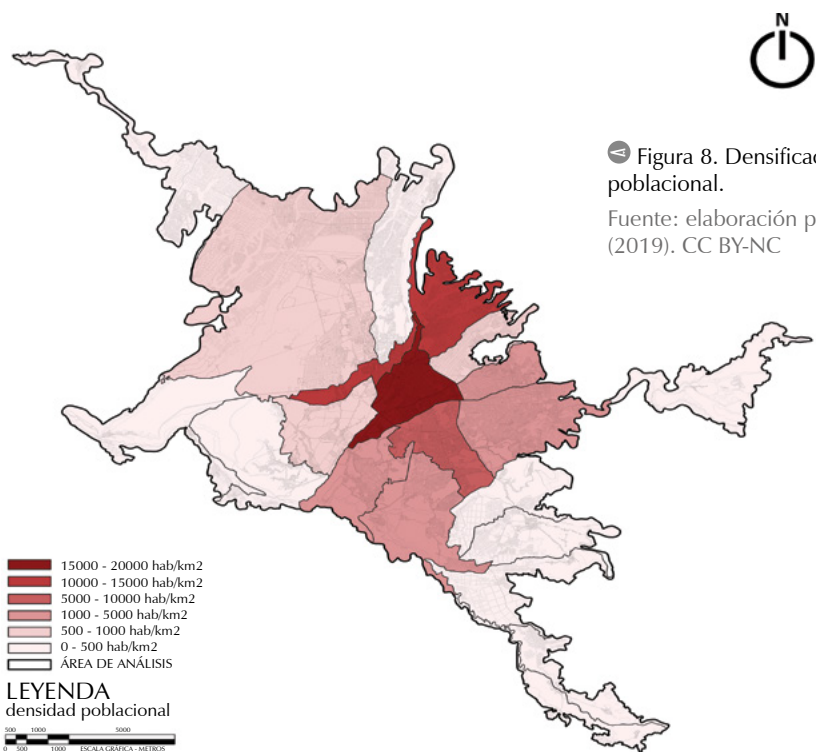 N
Figura 8. Densificac
poblacional.
Fuente: elaboración p
(2019). CC BY-NC
15000 - 20000 hab/km2
10000 - 15000 hab/km2
5000 - 10000 hab/km2
1000 - 5000 hab/km2
500 - 1000 hab/km2
0 - 500 hab/km2
ÁREA DE ANÁLISIS
LEYENDA
densidad poblacional
500 1000 5000
0 500 1000 ESCALA GRÁFICA - METROS